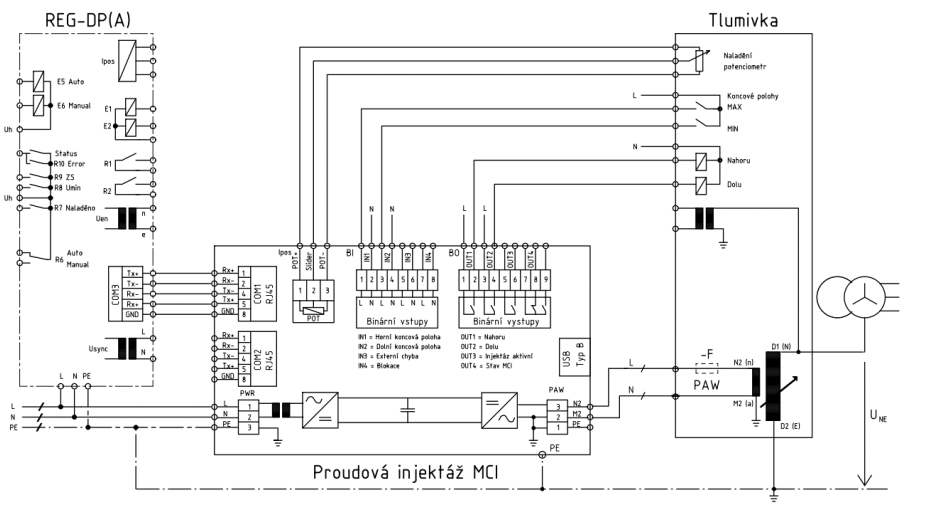 REG-DP(A)
Tlumivka
Ipos
E5 Auto
E6 Manual
Uh
E1
E2
Status
R10 Error
R9 ZS
R8 Umin
Uh
R7 Naladěno
R1
R2
Uen
n
e
R6
Auto
Manual
COM3
Tx+
Tx-
Rx-
Rx+
GND
Usync
L
N
L N PE
L
N
PE
Naladění
potenciometr
L
Koncové polohy
MAX
MIN
N
Nahoru
Dolu
N N
L L
Ipos
POT+
Slider
POT-
BI
IN1
IN2
IN3
IN4
BO
OUT1
OUT2
OUT3
OUT4
1 2 3
POT
1 2 3 4 5 6 7 8
L N L N L N L N
Binární vstupy
1 2 3 4 5 6 7 8 9
Binární výstupy
IN1 = Horní koncová poloha
IN2 = Dolní koncová poloha
IN3 = Externí chyba
IN4 = Blokace
OUT1 = Nahoru
OUT2 = Dolu
OUT3 = Injektáž aktivní
OUT4 = Stav MCI
Rx+ 1
Rx- 2
Tx- 4
Tx+ 5
GND 8
COM1
RJ45
Rx+ 1
Rx- 2
Tx- 4
Tx+ 5
GND 8
COM2
RJ45
USB
Typ B
PWR
L 1
N 2
PE 3
PAW
3 N2
2 M2
1 PE
PE
L
N
-F
PAW
N2 (n)
M2 (a)
D1 (N)
D2 (E)
UNE
Proudová injektáž MCI